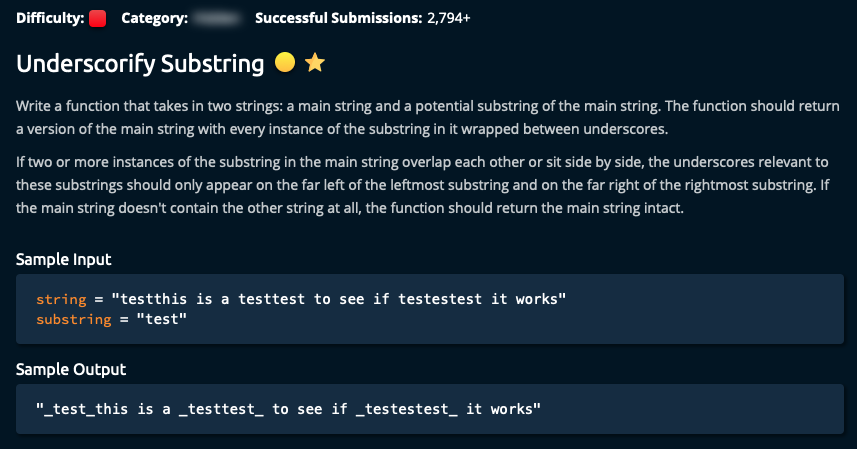 Difficulty: Category: Successful Submissions: 2,794+
Underscorify Substring
Write a function that takes in two strings: a main string and a potential substring of the main string. The function should return
a version of the main string with every instance of the substring in it wrapped between underscores.
If two or more instances of the substring in the main string overlap each other or sit side by side, the underscores relevant to
these substrings should only appear on the far left of the leftmost substring and on the far right of the rightmost substring. If
the main string doesn't contain the other string at all, the function should return the main string intact.
Sample Input
string = "testthis is a testtest to see if testestest it works"
substring = "test"
Sample Output
"_test_this is a _testtest_ to see if _testestest_ it works"